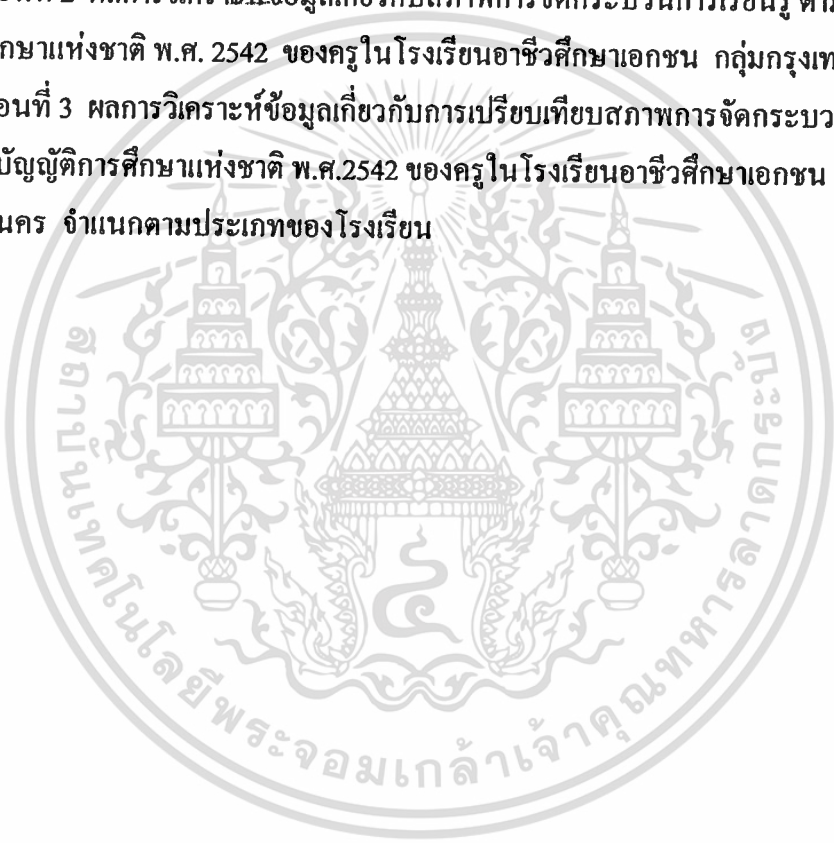 กษาแห่งชาติ พ.ศ. 2542 ของครูในโรงเรียนอาชีวศึกษาเอกชน กลุ่มกรุงเทพ
อนที่ 3 ผลการวิเคราะห์ข้อมูลเกี่ยวกับการเปรียบเทียบสภาพการจัดกระบว
บัญญัติการศึกษาแห่งชาติ พ.ศ.2542 ของครูในโรงเรียนอาชีวศึกษาเอกชน
นคร จำแนกตามประเภทของโรงเรียน
สถาบันเทคโนโลยีพระจอมเกล้าเจ้าคุณทหารลาดกระบัง